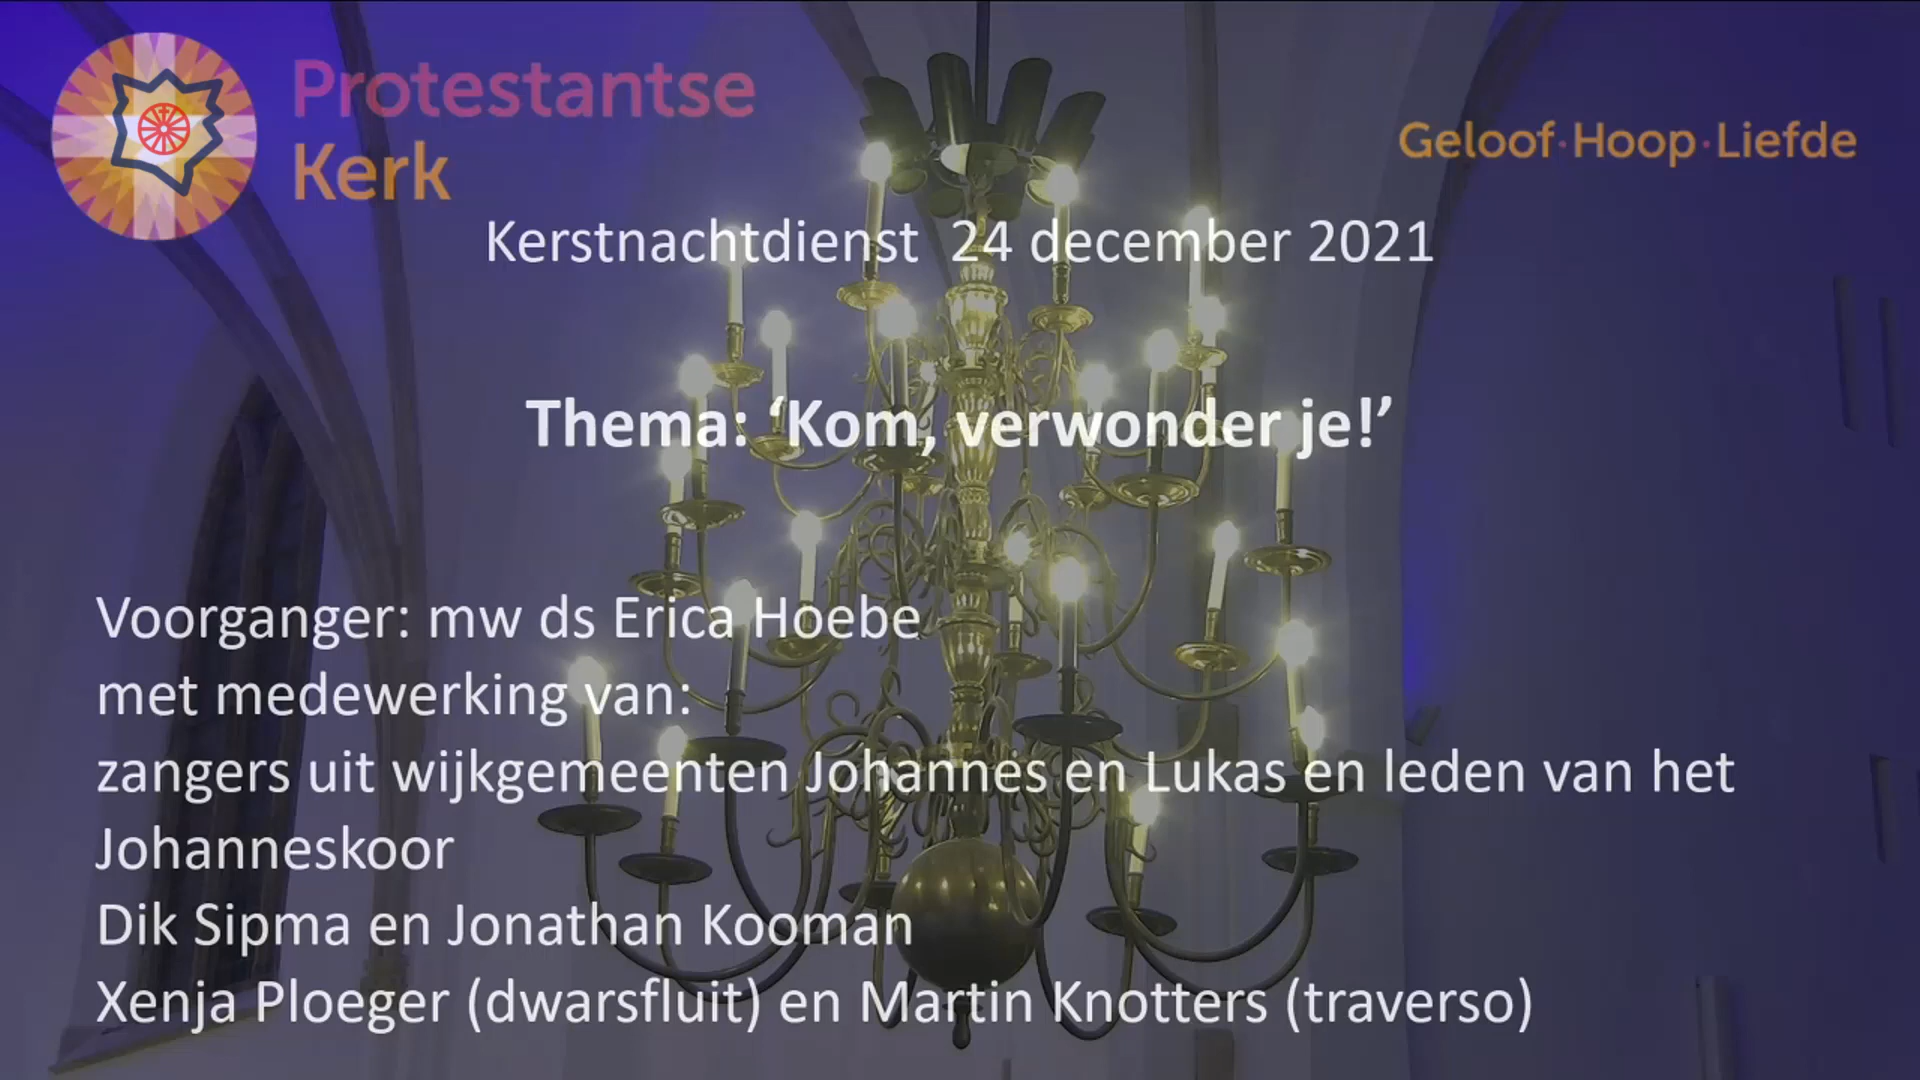 Protestantse
Kerk
Geloof·Hoop·Liefde
Kerstnachtdienst 24 december 2021
Thema: ‘Kom, verwonder je!’
Voorganger: mw ds Erica Hoebe
met medewerking van:
zangers uit wijkgemeenten Johannes en Lukas en leden van het
Johanneskoor
Dik Sipma en Jonathan Kooman
Xenja Ploeger (dwarsfluit) en Martin Knotters (traverso)